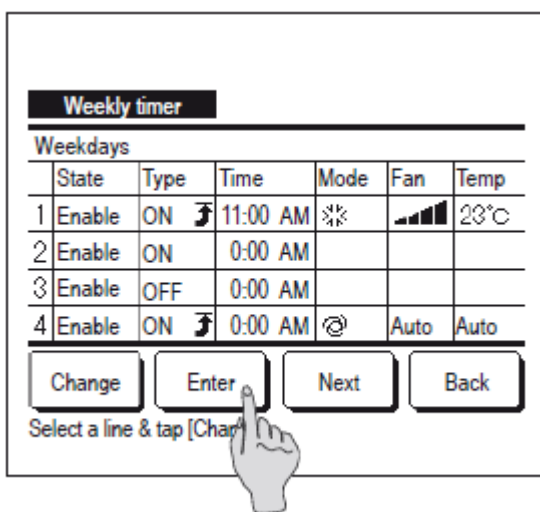 Weekly timer
Weekdays
State Type Time Mode Fan Temp
1 Enable ON 11:00 AM 23°C
2 Enable ON 0:00 AM
3 Enable OFF 0:00 AM
4 Enable ON 0:00 AM Auto Auto
Change Enter Next Back
Select a line & tap